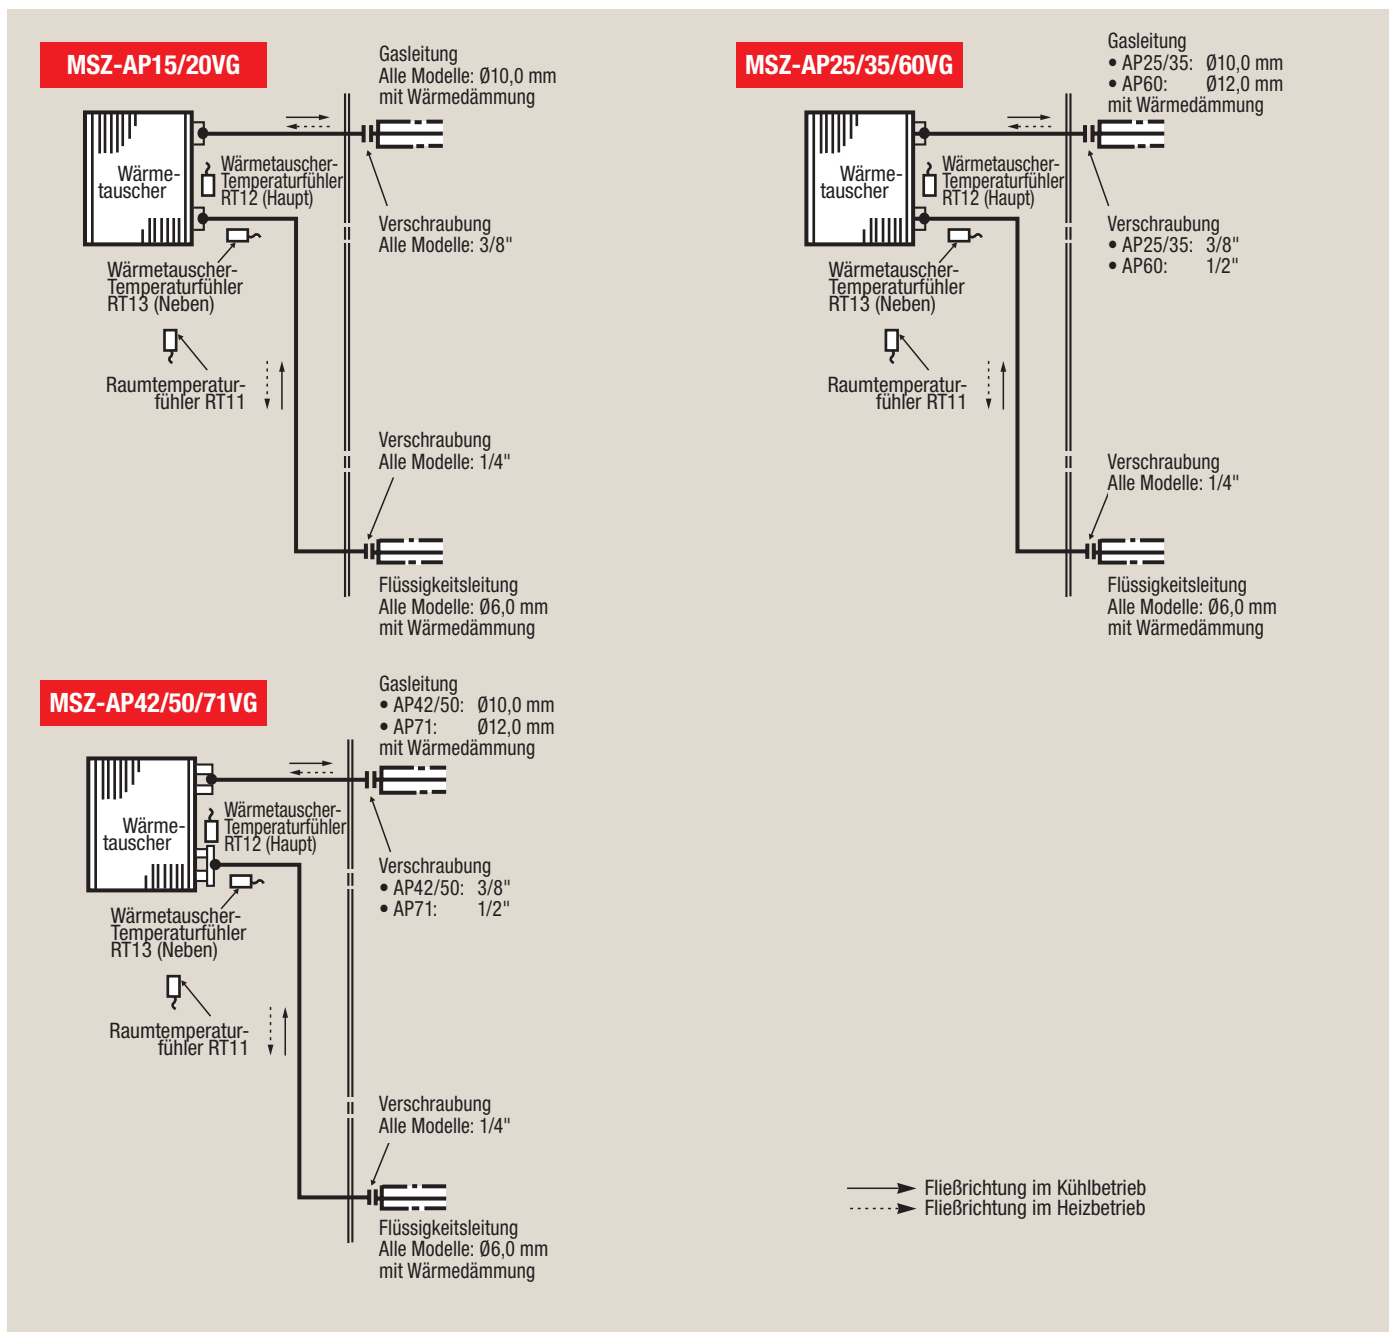 MSZ-AP15/20VG
Gasleitung
Alle Modelle: Ø10,0 mm
mit Wärmedämmung
Wärme-
tauscher
Wärmetauscher-
Temperaturfühler
RT12 (Haupt)
Verschraubung
Alle Modelle: 3/8"
Wärmetauscher-
Temperaturfühler
RT13 (Neben)
Raumtemperatur-
fühler RT11
Verschraubung
Alle Modelle: 1/4"
Flüssigkeitsleitung
Alle Modelle: Ø6,0 mm
mit Wärmedämmung
MSZ-AP25/35/60VG
Gasleitung
• AP25/35: Ø10,0 mm
• AP60: Ø12,0 mm
mit Wärmedämmung
Wärme-
tauscher
Wärmetauscher-
Temperaturfühler
RT12 (Haupt)
Verschraubung
• AP25/35: 3/8"
• AP60: 1/2"
Wärmetauscher-
Temperaturfühler
RT13 (Neben)
Raumtemperatur-
fühler RT11
Verschraubung
Alle Modelle: 1/4"
Flüssigkeitsleitung
Alle Modelle: Ø6,0 mm
mit Wärmedämmung
MSZ-AP42/50/71VG
Gasleitung
• AP42/50: Ø10,0 mm
• AP71: Ø12,0 mm
mit Wärmedämmung
Wärme-
tauscher
Wärmetauscher-
Temperaturfühler
RT12 (Haupt)
Verschraubung
• AP42/50: 3/8"
• AP71: 1/2"
Wärmetauscher-
Temperaturfühler
RT13 (Neben)
Raumtemperatur-
fühler RT11
Verschraubung
Alle Modelle: 1/4"
Flüssigkeitsleitung
Alle Modelle: Ø6,0 mm
mit Wärmedämmung
Fließrichtung im Kühlbetrieb
Fließrichtung im Heizbetrieb